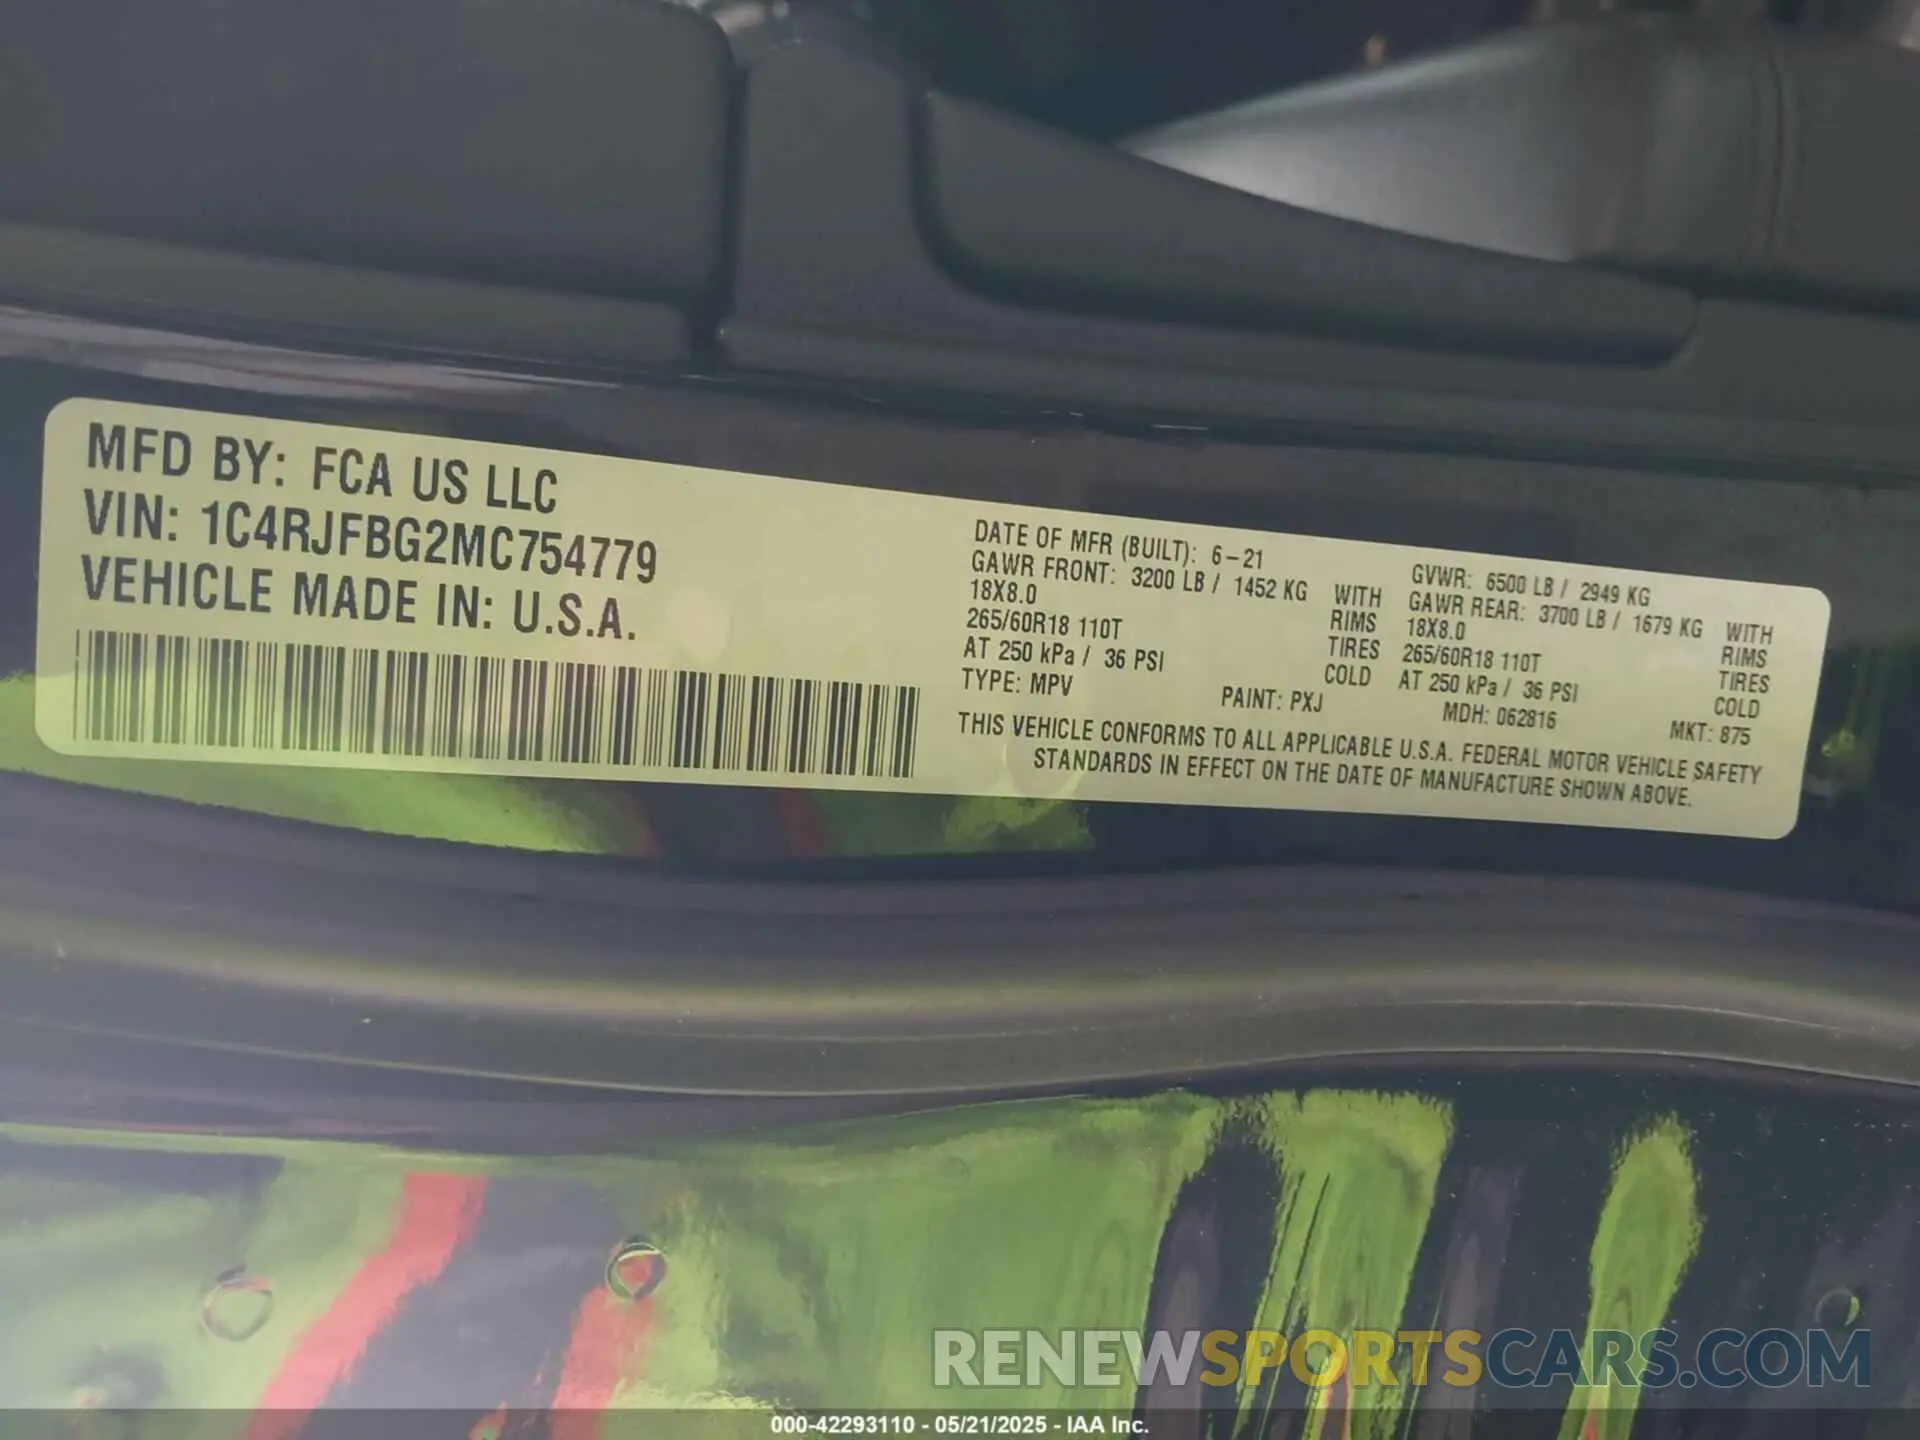 MFD BY: FCA US LLC
VIN: 1C4RJFBG2MC754779
VEHICLE MADE IN: U.S.A.
DATE OF MFR (BUILT): 6-21
GAWR FRONT: 3200 LB / 1452 KG WITH
18X8.0 RIMS
265/60R18 110T TIRES
AT 250 kPa / 36 PSI COLD
TYPE: MPV
PAINT: PXJ
GVWR: 6500 LB / 2949 KG
GAWR REAR: 3700 LB / 1679 KG WITH
18X8.0 RIMS
265/60R18 110T TIRES
AT 250 kPa / 36 PSI COLD
MDH: 062816
MKT: 875
THIS VEHICLE CONFORMS TO ALL APPLICABLE U.S.A. FEDERAL MOTOR VEHICLE SAFETY
STANDARDS IN EFFECT ON THE DATE OF MANUFACTURE SHOWN ABOVE.
RENEWSPORTSCARS.COM
000-42293110 - 05/21/2025 - IAA Inc.